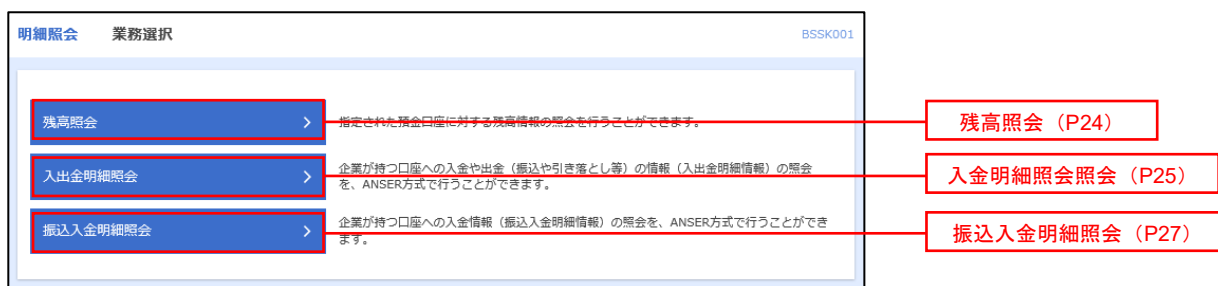 明細照会 業務選択 BSSK001
残高照会
指定された預金口座に対する残高情報の照会を行うことができます。
残高照会（P24）
入出金明細照会
企業が持つ口座への入金や出金（振込や引き落とし等）の情報（入出金明細情報）の照会
を、ANSER方式で行うことができます。
入金明細照会照会（P25）
振込入金明細照会
企業が持つ口座への入金情報（振込入金明細情報）の照会を、ANSER方式で行うことができ
ます。
振込入金明細照会（P27）